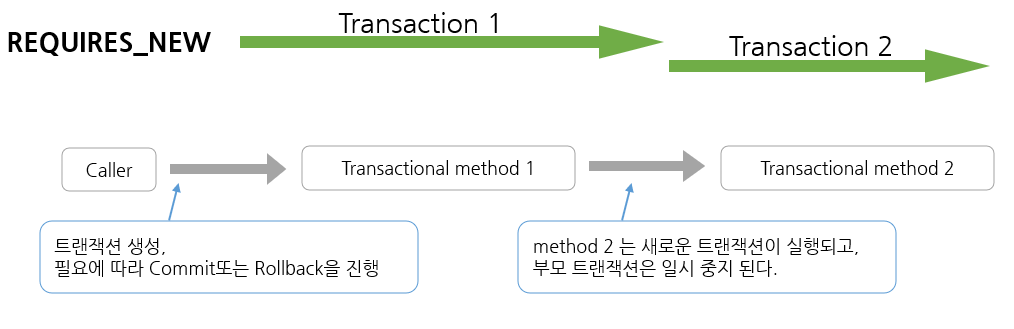 Transaction 1
REQUIRES_NEW
Transaction 2
Caller
Transactional method 1
Transactional method 2
트랜잭션 생성,
필요에 따라 Commit또는 Rollback을 진행
method 2 는 새로운 트랜잭션이 실행되고,
부모 트랜잭션은 일시 중지 된다.